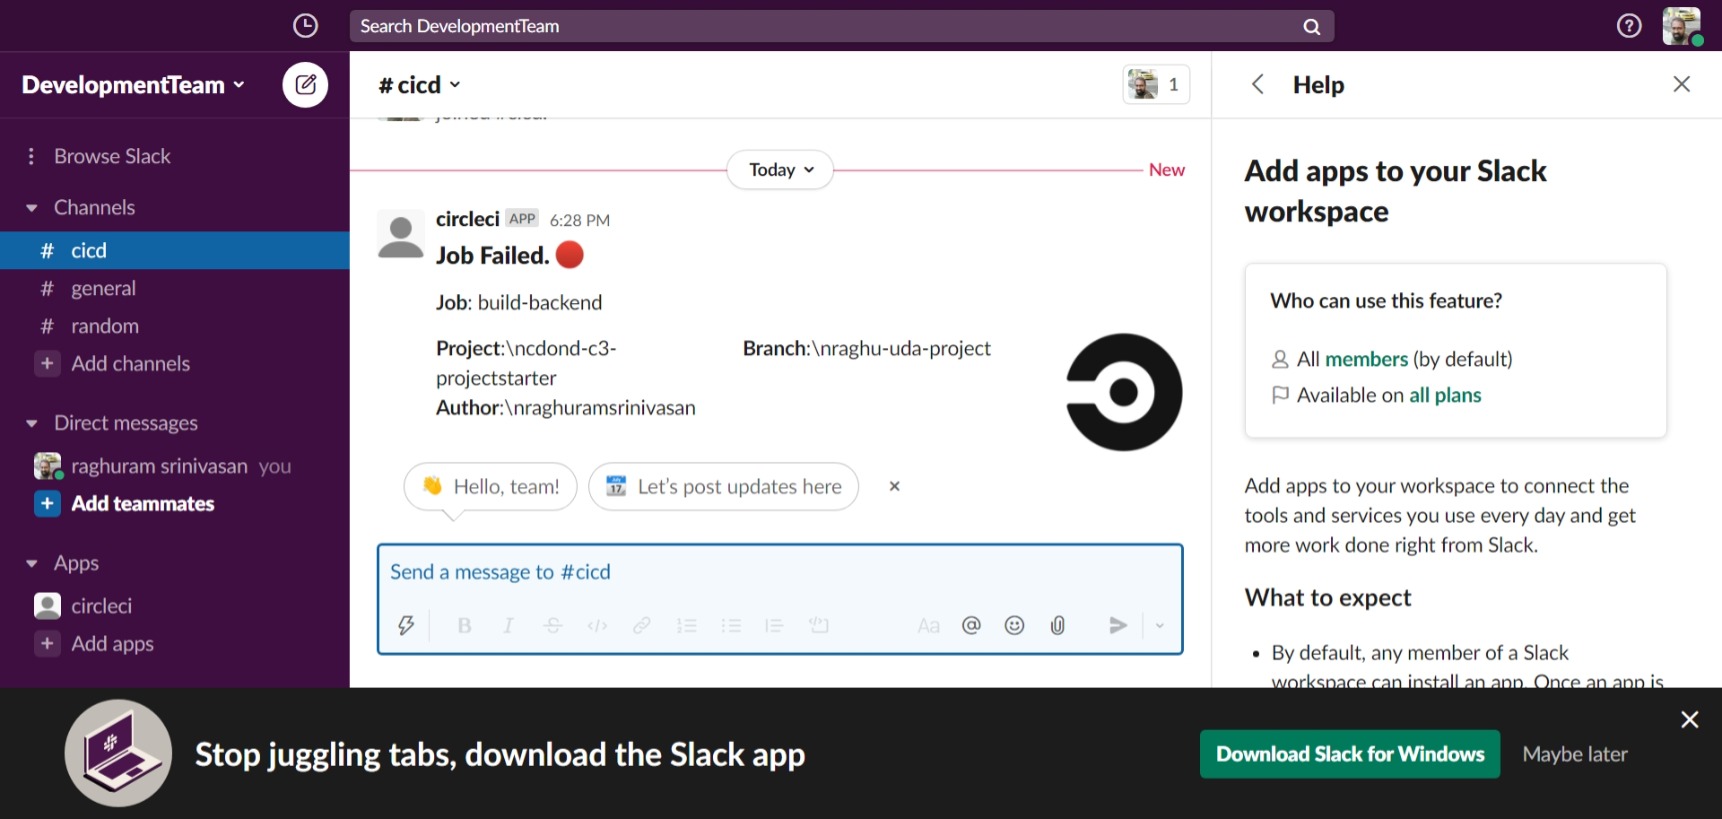 Search DevelopmentTeam
DevelopmentTeam
Browse Slack
Channels
# cicd
# general
# random
+ Add channels
Direct messages
raghuram srinivasan you
+ Add teammates
Apps
circleci
+ Add apps
# cicd
1
Today
New
circleci APP 6:28 PM
Job Failed.
Job: build-backend
Project:\ncdond-c3-
projectstarter
Branch:\nraghu-uda-project
Author:\nraghuramsrinivasan
Hello, team!
17 Let's post updates here
Send a message to #cicd
B I S </> Aa @
Help
Add apps to your Slack
workspace
Who can use this feature?
All members (by default)
Available on all plans
Add apps to your workspace to connect the
tools and services you use every day and get
more work done right from Slack.
What to expect
• By default, any member of a Slack
workspace can install an app. Once an app is
Stop juggling tabs, download the Slack app
Download Slack for Windows
Maybe later